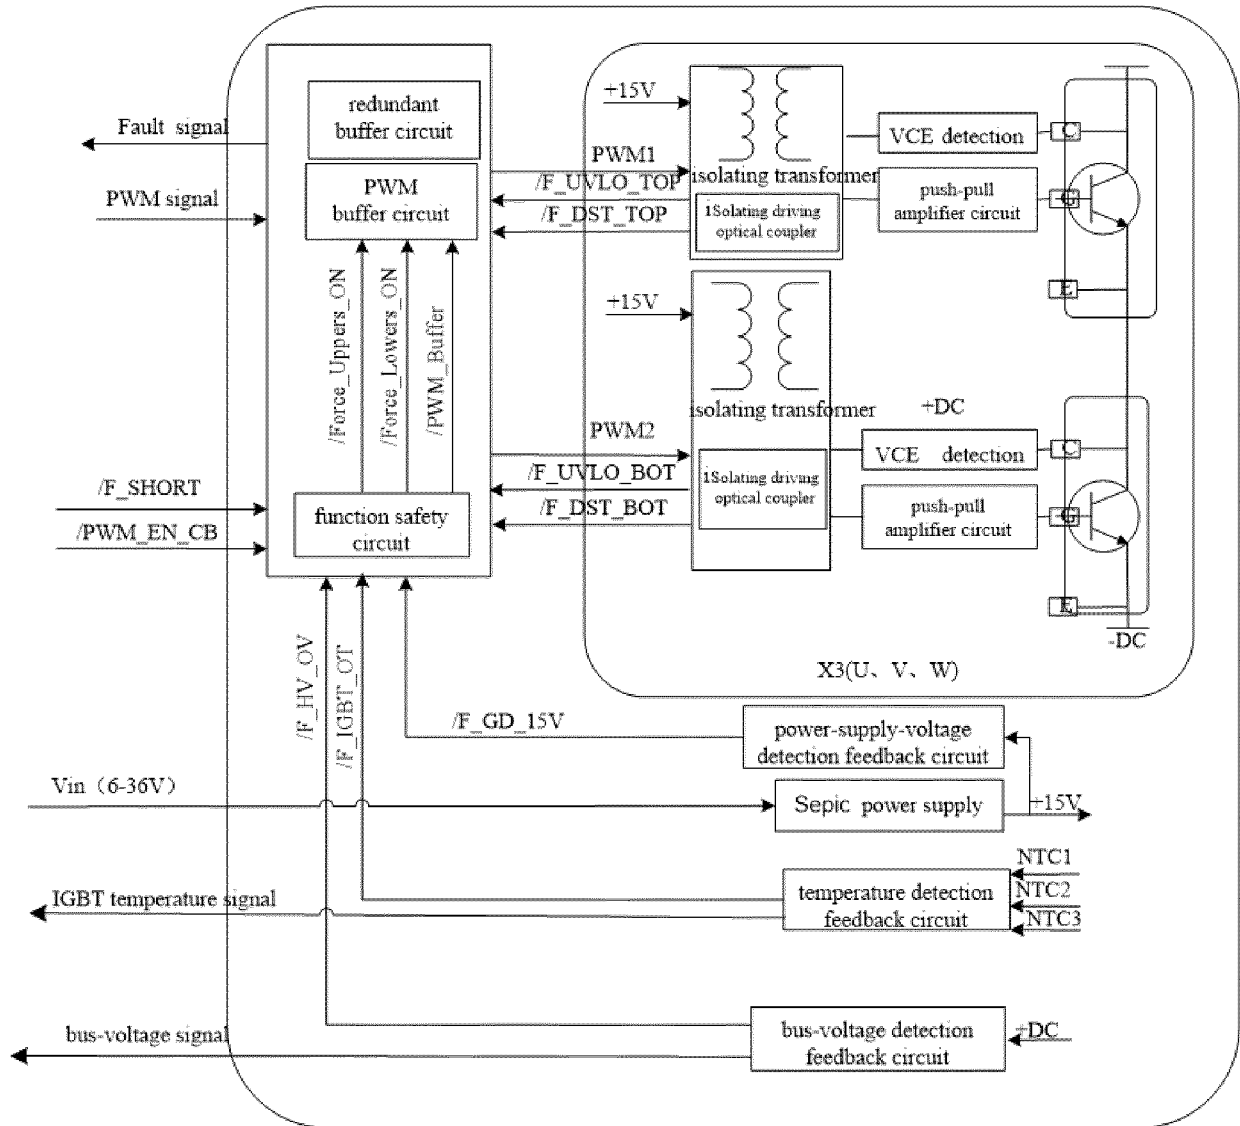 redundant
buffer circuit
PWM
buffer circuit
Fault signal
PWM signal
/Force_Uppers_ON
/Force_Lowers_ON
/PWM_Buffer
/F_SHORT
/PWM_EN_CB
function safety
circuit
+15V
PWM1
isolating transformer
/F_UVLO_TOP
/F_DST_TOP
iSolating driving
optical coupler
VCE detection
push-pull
amplifier circuit
C
G
E
+15V
isolating transformer
+DC
PWM2
/F_UVLO_BOT
/F_DST_BOT
iSolating driving
optical coupler
VCE detection
push-pull
amplifier circuit
C
G
E
-DC
X3(U、V、W)
/F_HV_OV
/F_IGBT_OT
/F_GD_15V
power-supply-voltage
detection feedback circuit
Vin（6-36V）
Sepic power supply
+15V
IGBT temperature signal
temperature detection
feedback circuit
NTC1
NTC2
NTC3
bus-voltage signal
bus-voltage detection
feedback circuit
+DC